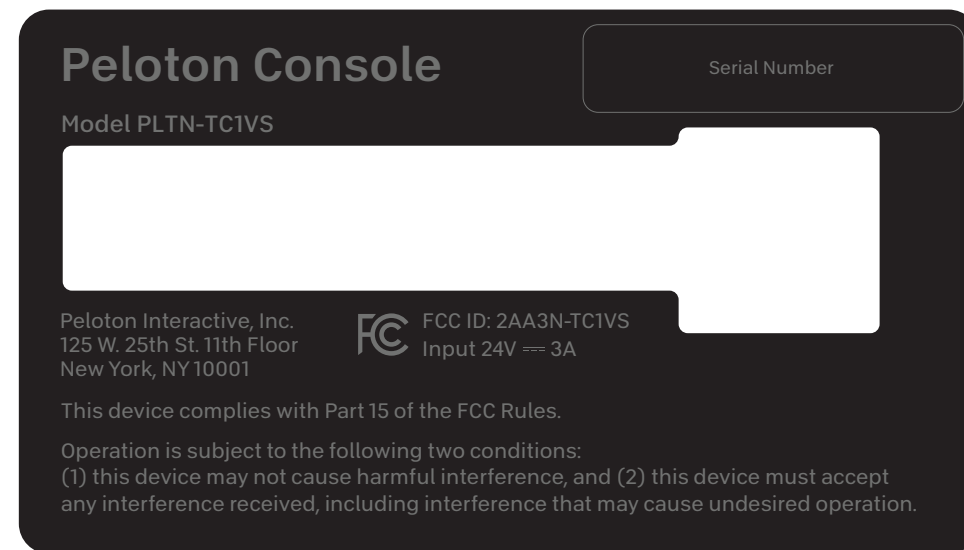 Peloton Console
Serial Number
Model PLTN-TC1VS
Peloton Interactive, Inc.
125 W. 25th St. 11th Floor
New York, NY 10001
FC FCC ID: 2AA3N-TC1VS
Input 24V ⎓ 3A
This device complies with Part 15 of the FCC Rules.
Operation is subject to the following two conditions:
(1) this device may not cause harmful interference, and (2) this device must accept
any interference received, including interference that may cause undesired operation.